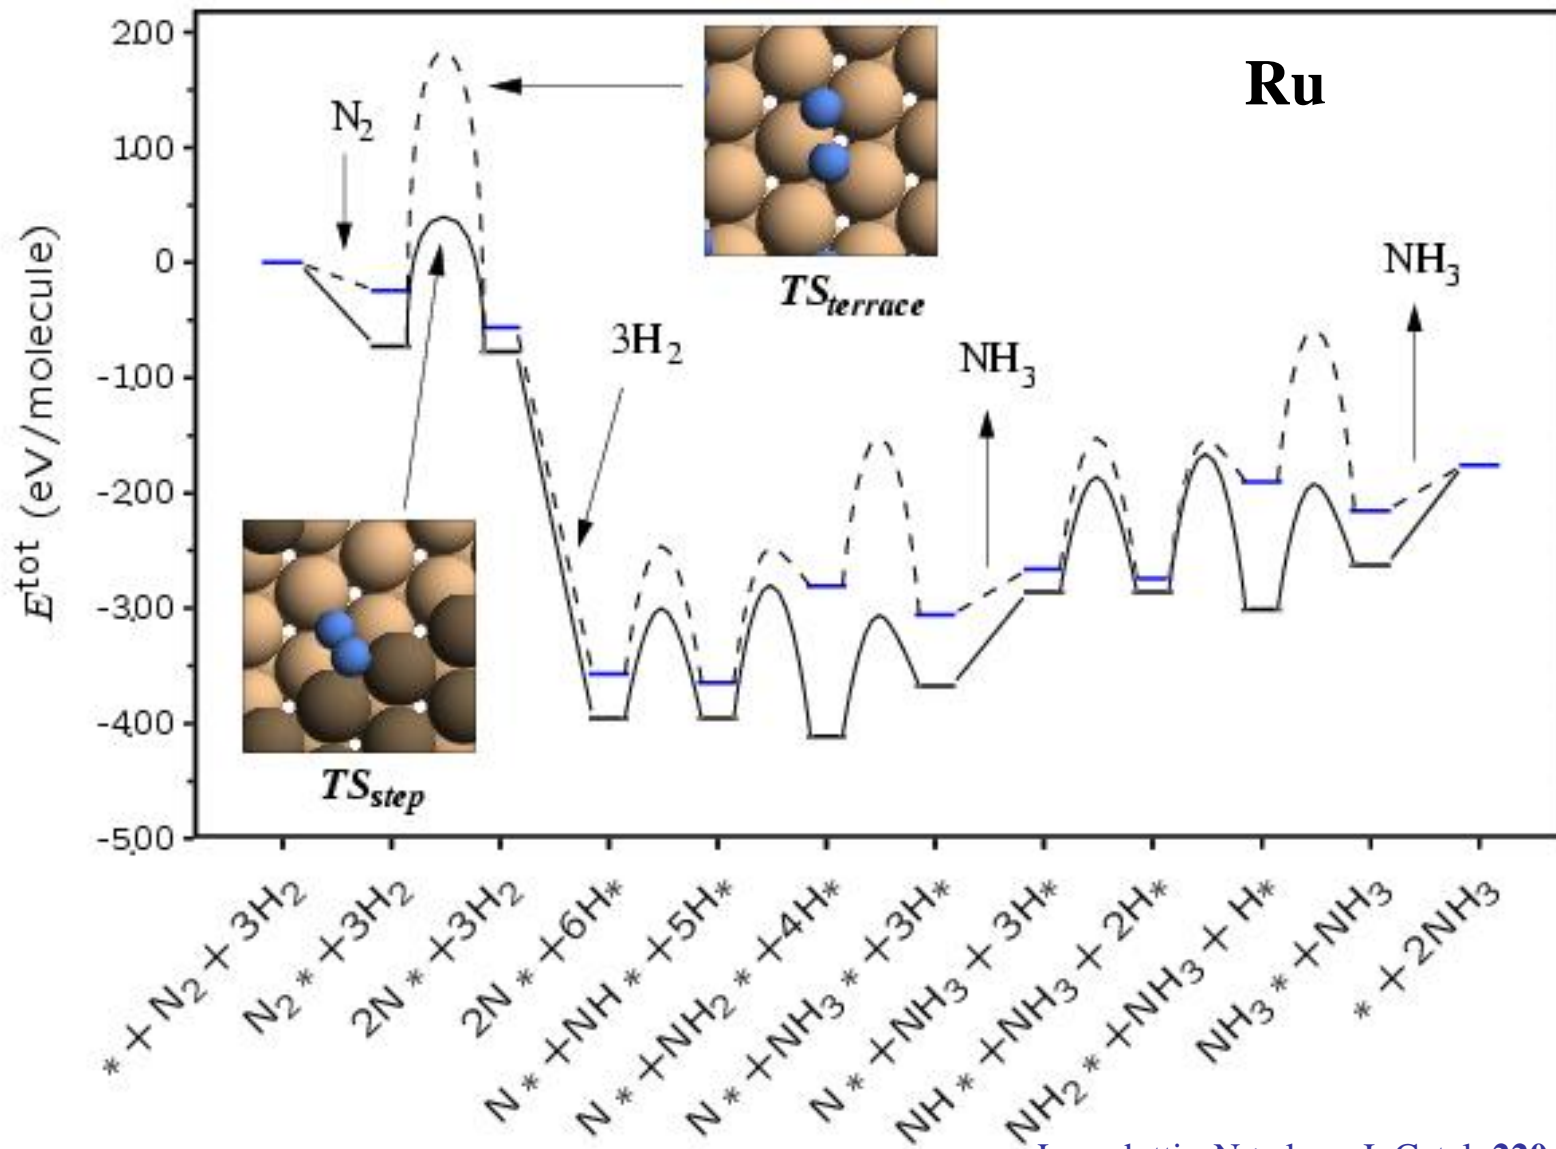 Ru
N2
3H2
NH3
NH3
TSterrace
TSstep
Etot (eV/molecule)
200
100
0
-100
-200
-300
-400
-500
* + N2 + 3H2
N2 * +3H2
2N * +3H2
2N * +6H*
N * +NH * +5H*
N * +NH2 * +4H*
N * +NH3 * +3H*
N * +NH3 + 3H*
NH * +NH3 + 2H*
NH2 * +NH3 + H*
NH3 * +NH3
* + 2NH3
J. Catal. 220